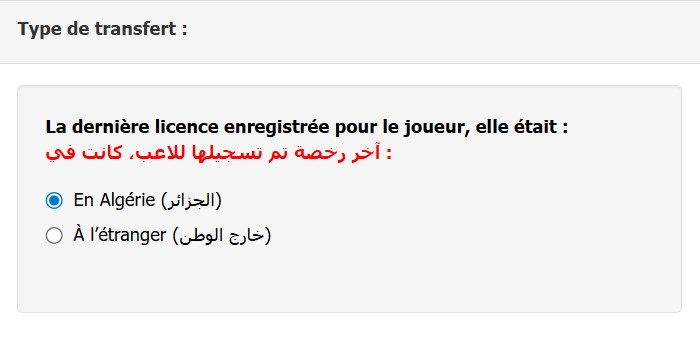 Type de transfert :
La dernière licence enregistrée pour le joueur, elle était :
آخر رخصة تم تسجيلها للاعب، كانت في :
En Algérie (الجزائر)
À l’étranger (خارج الوطن)